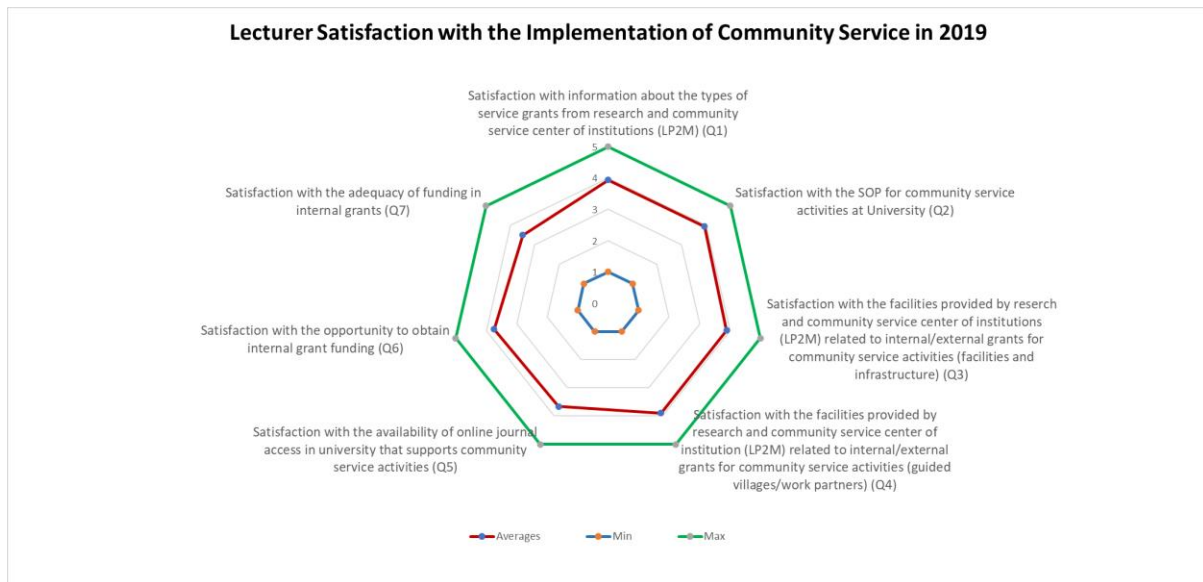 Lecturer Satisfaction with the Implementation of Community Service in 2019
Satisfaction with information about the types of
service grants from research and community
service center of institutions (LP2M) (Q1)
Satisfaction with the SOP for community service
activities at University (Q2)
Satisfaction with the facilities provided by reserch
and community service center of institutions
(LP2M) related to internal/external grants for
community service activities (facilities and
infrastructure) (Q3)
Satisfaction with the facilities provided by
research and community service center of
institution (LP2M) related to internal/external
grants for community service activities (guided
villages/work partners) (Q4)
Satisfaction with the availability of online journal
access in university that supports community
service activities (Q5)
Satisfaction with the opportunity to obtain
internal grant funding (Q6)
Satisfaction with the adequacy of funding in
internal grants (Q7)
5
4
3
2
1
0
Averages
Min
Max